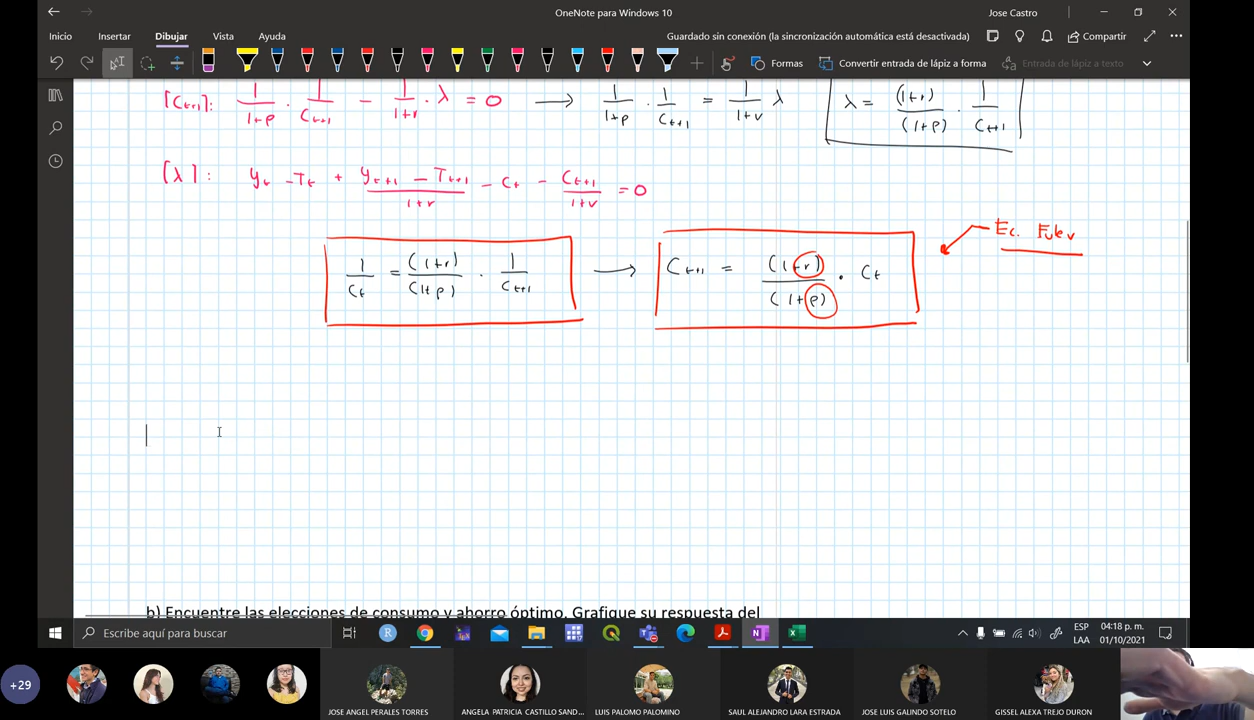 OneNote para Windows 10
Jose Castro
Inicio Insertar Dibujar Vista Ayuda
Guardado sin conexión (la sincronización automática está desactivada)
Compartir
Formas
Convertir entrada de lápiz a forma
Entrada de lápiz a texto
[Ct+1]: 1/1+ρ · 1/Ct+1 − 1/1+r · λ = 0 → 1/1+ρ · 1/Ct+1 = 1/1+r λ
λ = (1+r)/(1+ρ) · 1/Ct+1
[λ]: yt − Tt + yt+1 − Tt+1/1+r − Ct − Ct+1/1+r = 0
Ec. Euler
1/Ct = (1+r)/(1+ρ) · 1/Ct+1 → Ct+1 = (1+r)/(1+ρ) · Ct
b) Encuentre las elecciones de consumo y ahorro óptimo. Grafique su respuesta del
Escribe aquí para buscar
ESP
LAA
04:18 p. m.
01/10/2021
+29
JOSE ANGEL PERALES TORRES
ANGELA PATRICIA CASTILLO SAND...
LUIS PALOMO PALOMINO
SAUL ALEJANDRO LARA ESTRADA
JOSE LUIS GALINDO SOTELO
GISSEL ALEXA TREJO DURON